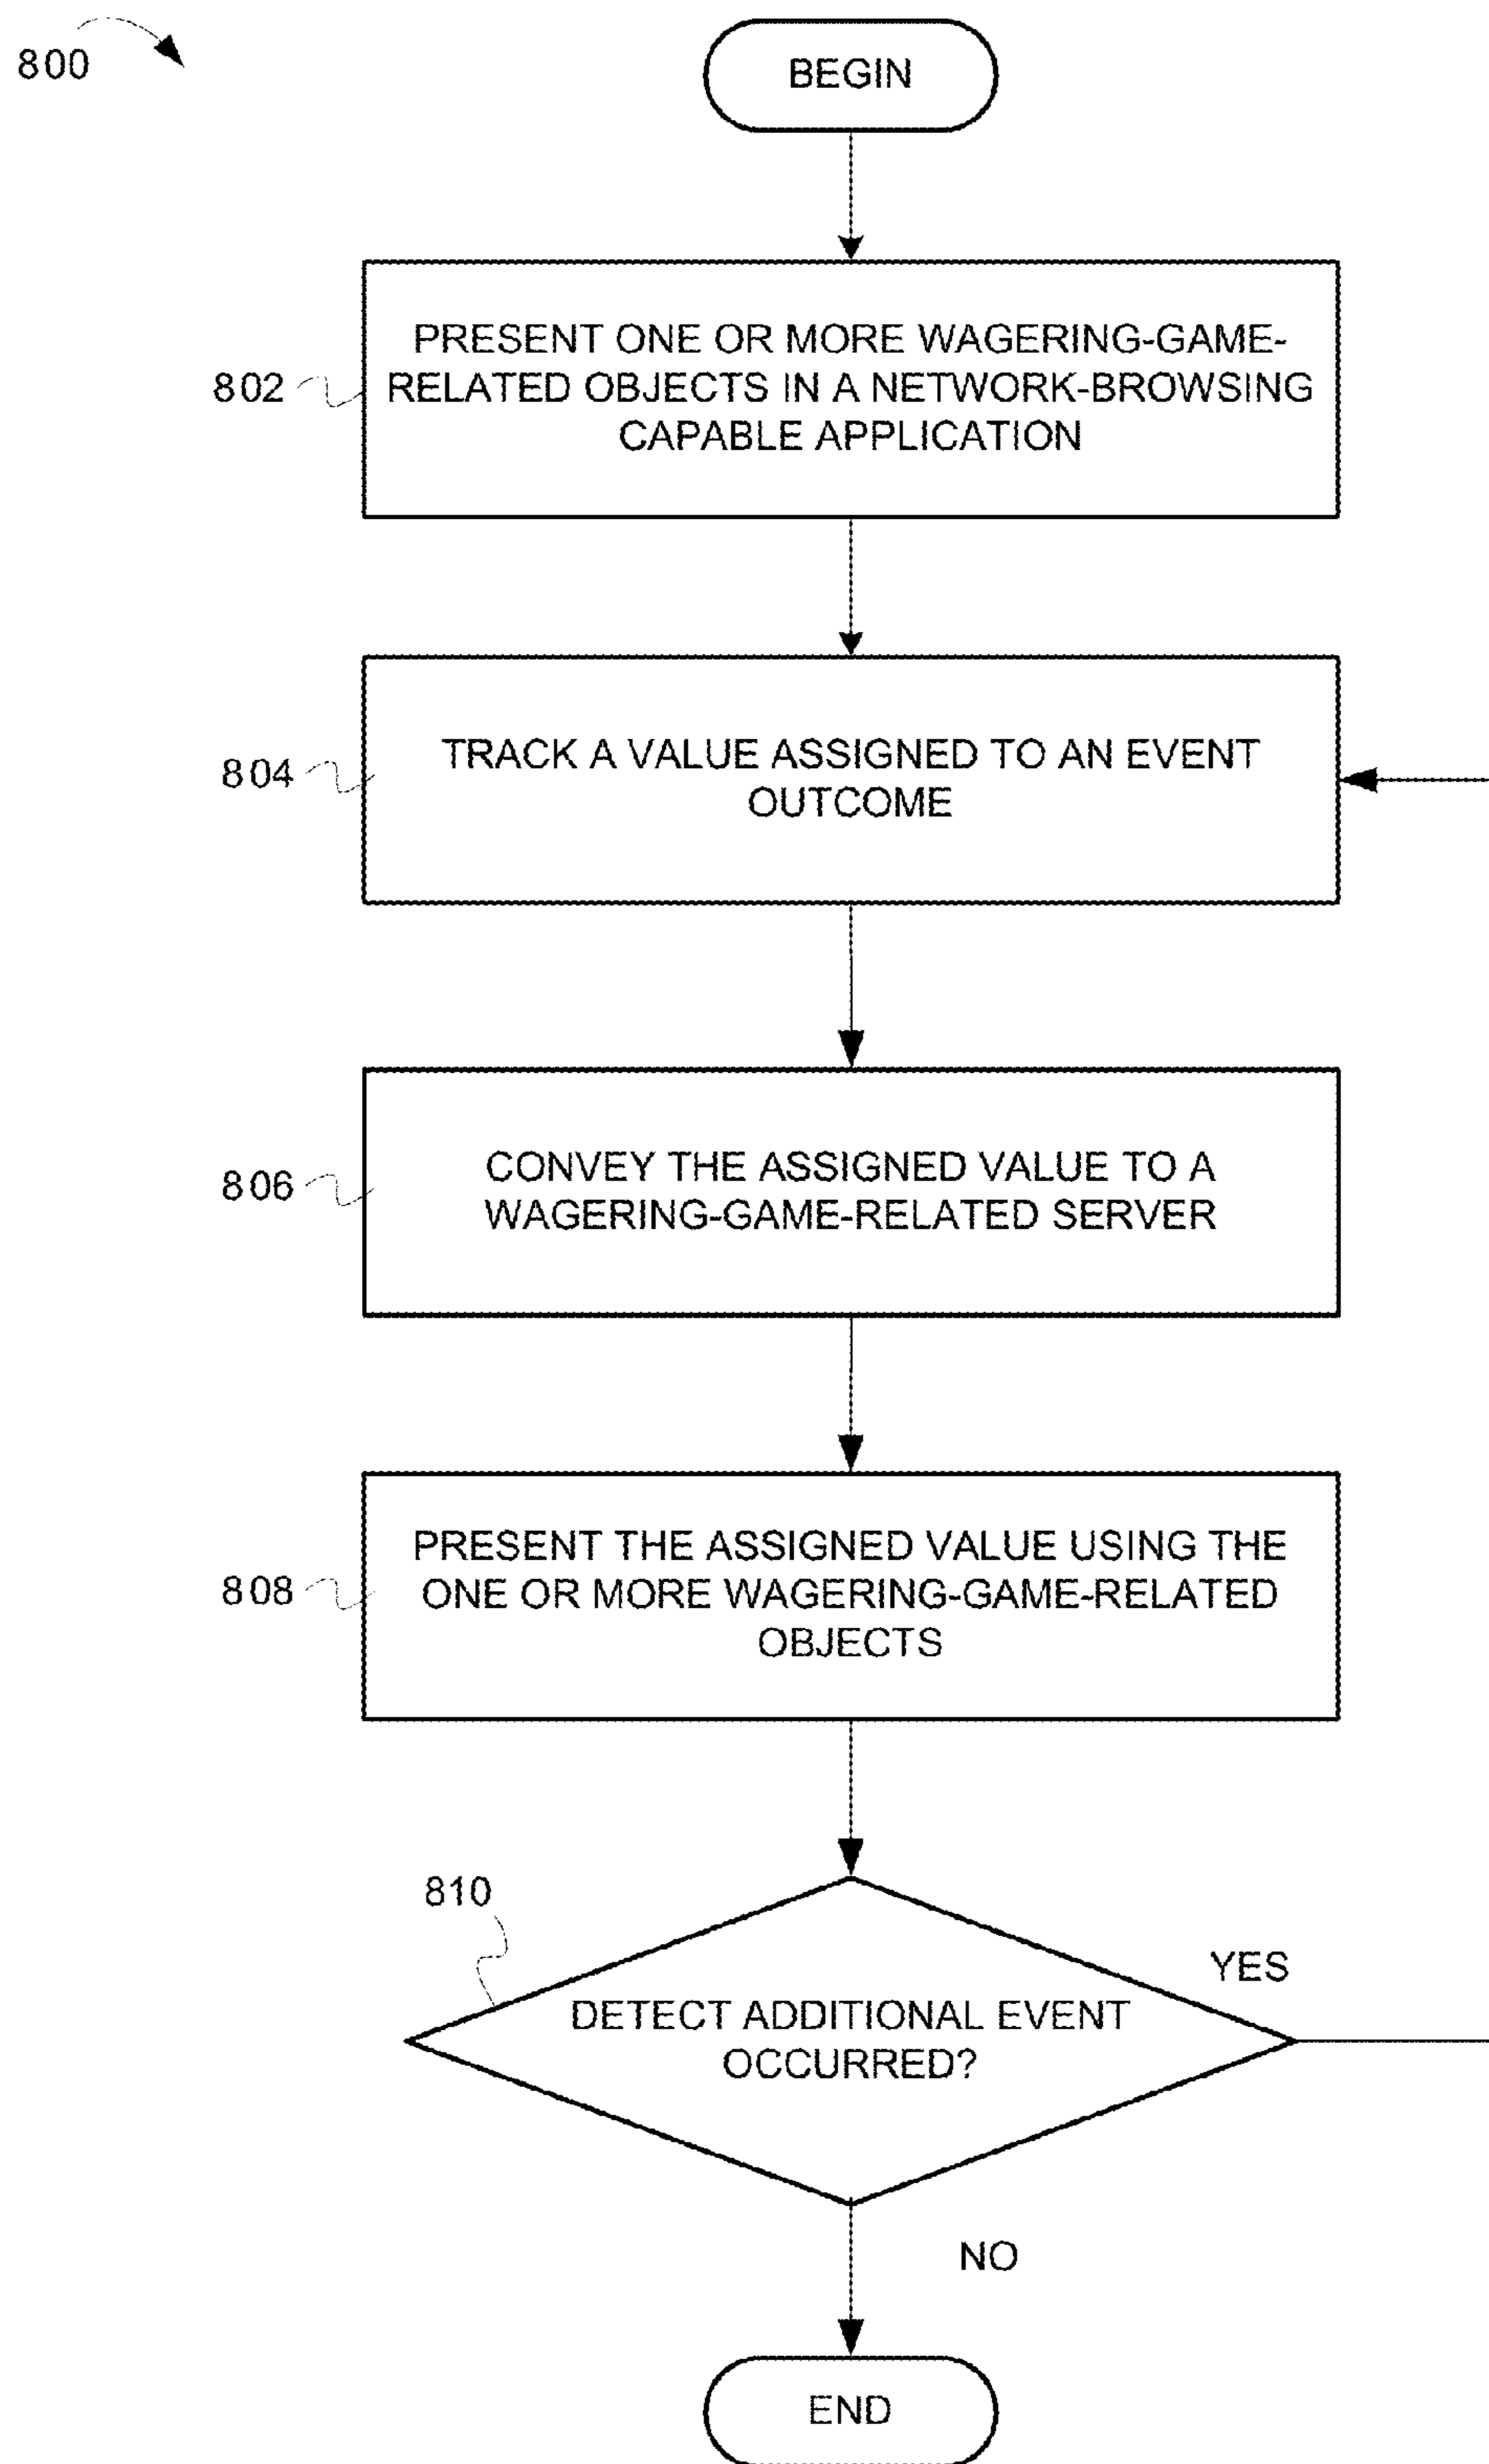 800
BEGIN
PRESENT ONE OR MORE WAGERING-GAME-
RELATED OBJECTS IN A NETWORK-BROWSING
CAPABLE APPLICATION
802
TRACK A VALUE ASSIGNED TO AN EVENT
OUTCOME
804
CONVEY THE ASSIGNED VALUE TO A
WAGERING-GAME-RELATED SERVER
806
PRESENT THE ASSIGNED VALUE USING THE
ONE OR MORE WAGERING-GAME-RELATED
OBJECTS
808
810
YES
DETECT ADDITIONAL EVENT
OCCURRED?
NO
END